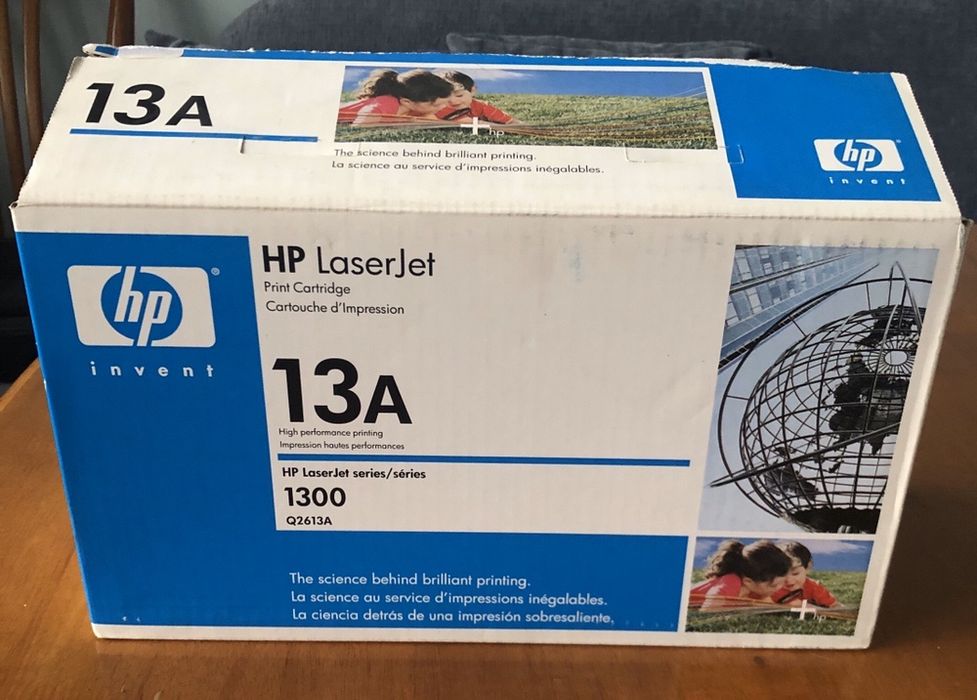 13A
hp
The science behind brilliant printing.
La science au service d'impressions inégalables.
hp
invent
hp®
invent
HP LaserJet
Print Cartridge
Cartouche d'Impression
13A
High performance printing
Impression hautes performances
HP LaserJet series/séries
1300
Q2613A
The science behind brilliant printing.
La science au service d'impressions inégalables.
La ciencia detrás de una impresión sobresaliente.
hp